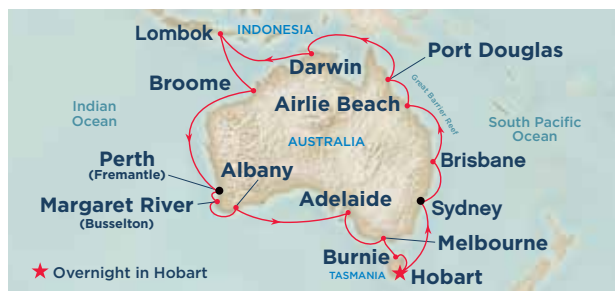 Lombok
INDONESIA
Darwin
Port Douglas
Broome
Airlie Beach
Great Barrier Reef
Indian
Ocean
AUSTRALIA
South Pacific
Ocean
Brisbane
Perth
(Fremantle)
Albany
Margaret River
(Busselton)
Adelaide
Sydney
Melbourne
Burnie
TASMANIA
Hobart
Overnight in Hobart